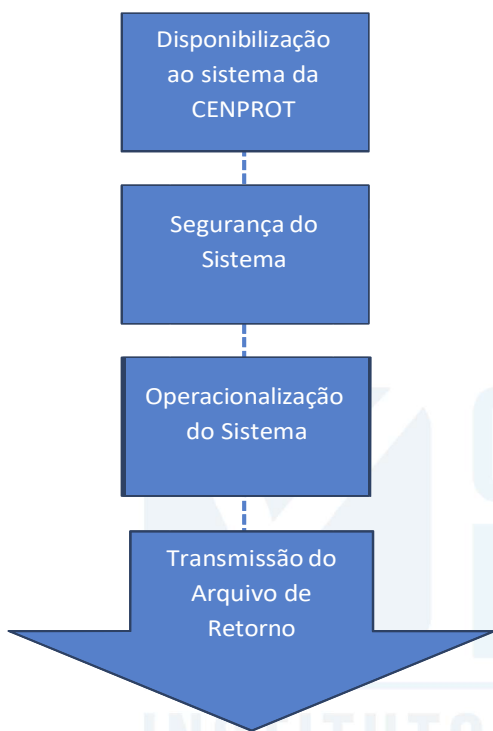 Disponibilização
ao sistema da
CENPROT
Segurança do
Sistema
Operacionalização
do Sistema
Transmissão do
Arquivo de
Retorno